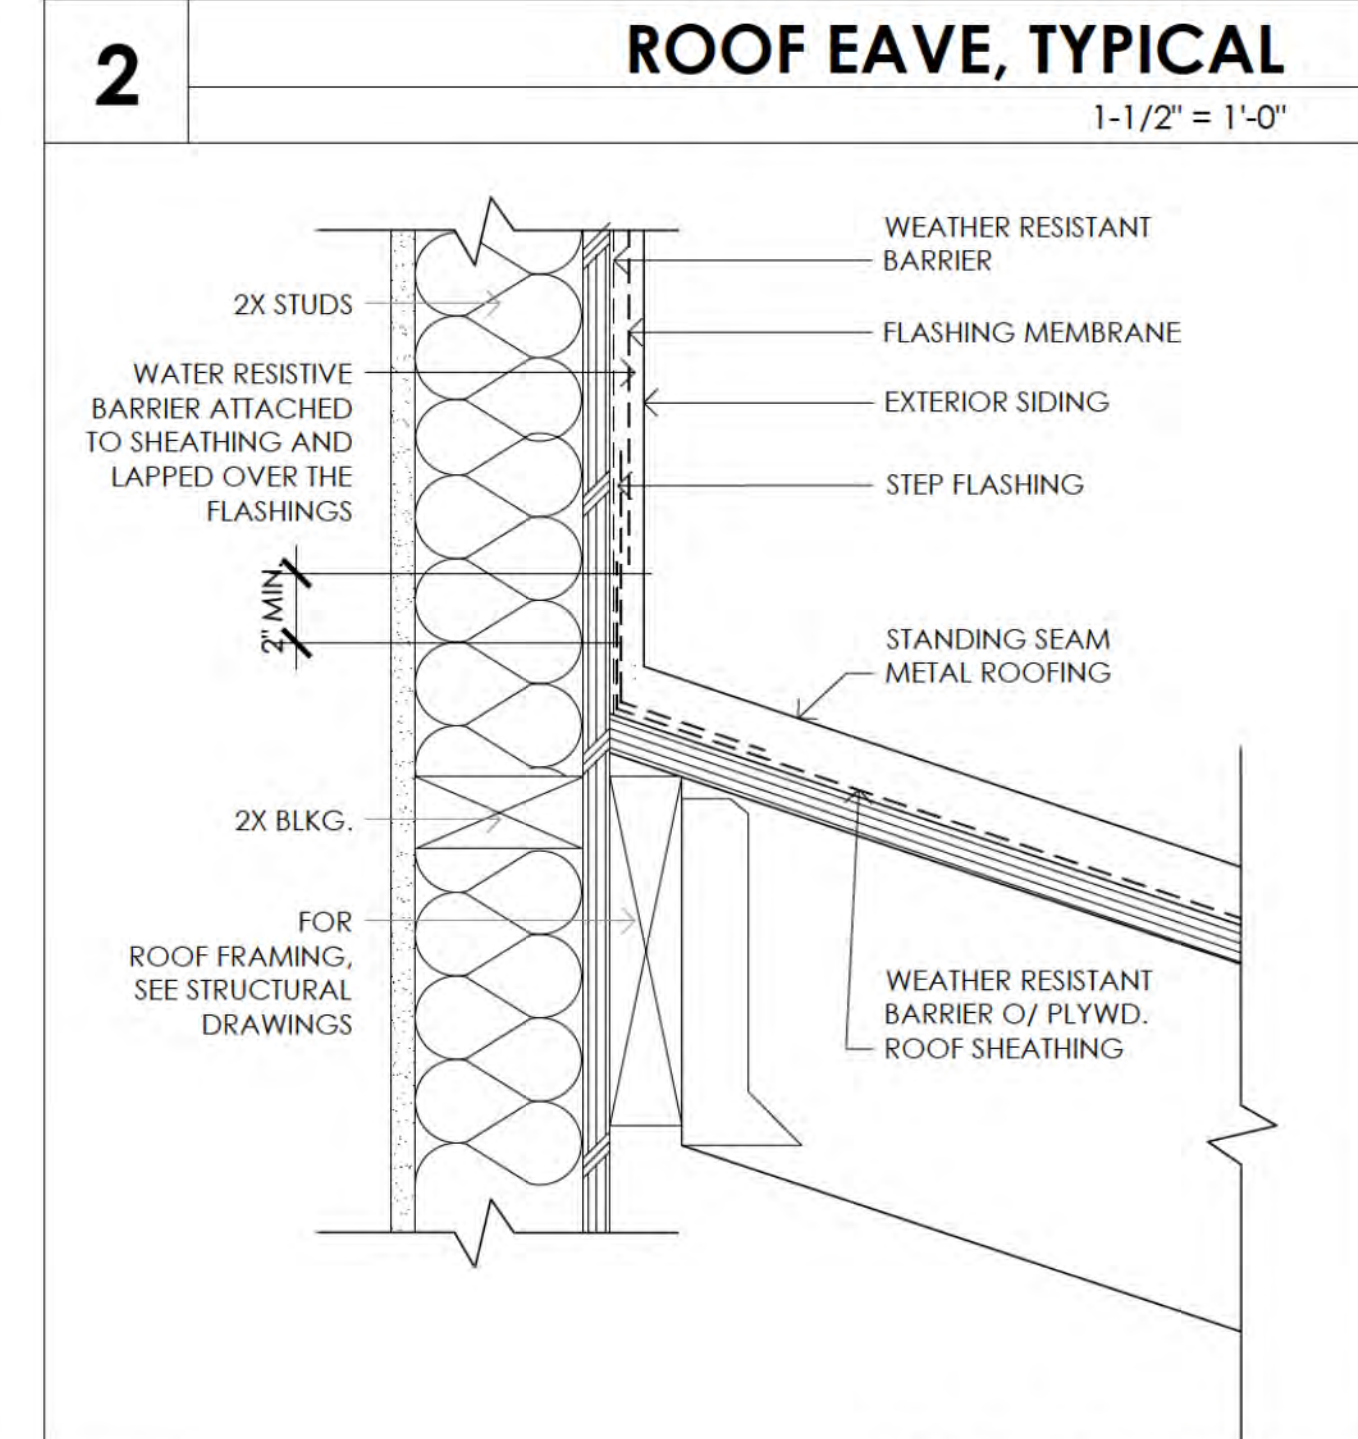 2
ROOF EAVE, TYPICAL
1-1/2" = 1'-0"
WEATHER RESISTANT
BARRIER
2X STUDS
FLASHING MEMBRANE
WATER RESISTIVE
BARRIER ATTACHED
TO SHEATHING AND
LAPPED OVER THE
FLASHINGS
EXTERIOR SIDING
STEP FLASHING
2" MIN.
STANDING SEAM
METAL ROOFING
2X BLKG.
FOR
ROOF FRAMING,
SEE STRUCTURAL
DRAWINGS
WEATHER RESISTANT
BARRIER O/ PLYWD.
ROOF SHEATHING